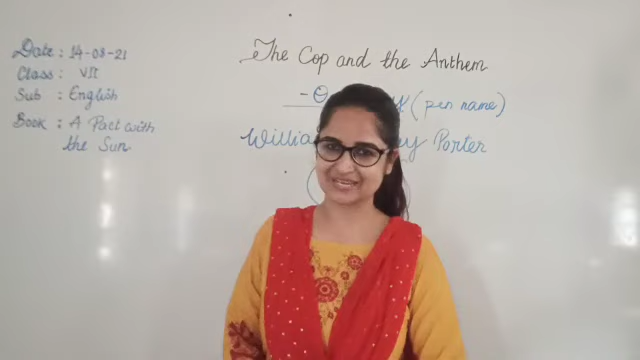 Date: 14-08-21
Class: VII
Sub: English
Book: A Pact with
the Sun
The Cop and the Anthem
(pen name)
Porter